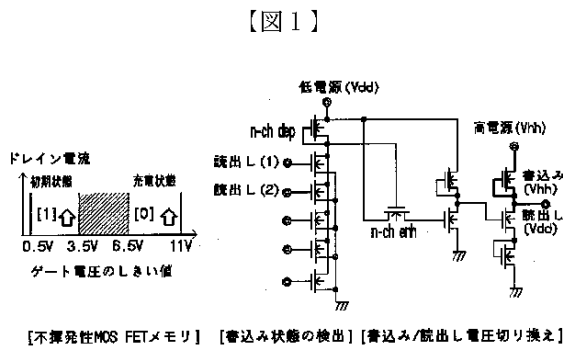 【図１】
低電源(Vdd)
n-ch dep
高電源(Vhh)
ドレイン電流
読出し(1)
書込み
(Vhh)
初期状態
充電状態
読出し(2)
読出し
(Vdd)
[1]
[0]
n-ch enh
0.5V 3.5V 6.5V 11V
ゲート電圧のしきい値
[不揮発性MOS FETメモリ] [書込み状態の検出] [書込み/読出し電圧切り換え]